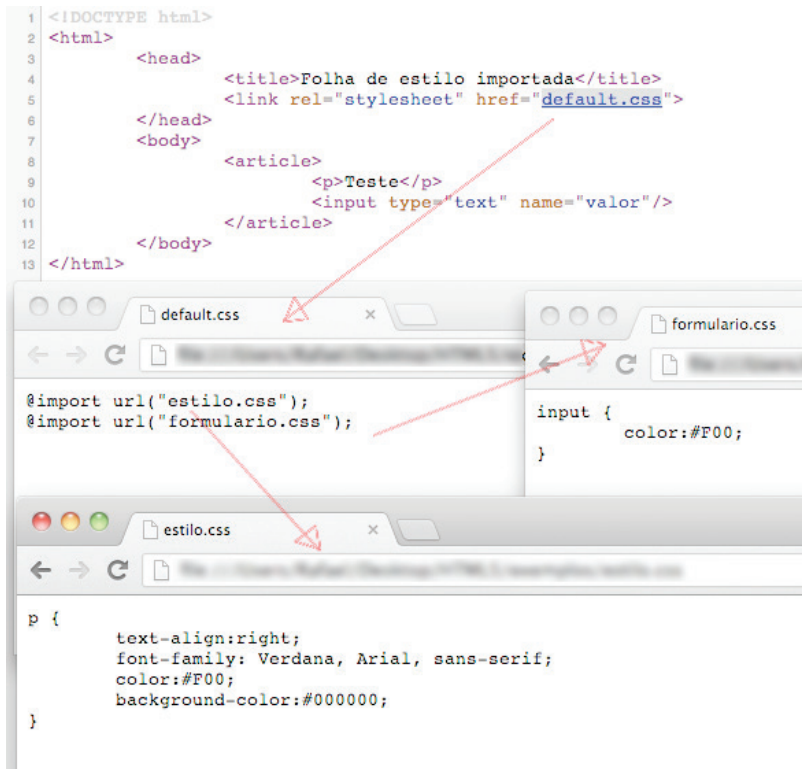 1 <!DOCTYPE html>
2 <html>
3 <head>
4 <title>Folha de estilo importada</title>
5 <link rel="stylesheet" href="default.css">
6 </head>
7 <body>
8 <article>
9 <p>Teste</p>
10 <input type="text" name="valor"/>
11 </article>
12 </body>
13 </html>
default.css
@import url("estilo.css");
@import url("formulario.css");
formulario.css
input {
color:#F00;
}
estilo.css
p {
text-align:right;
font-family: Verdana, Arial, sans-serif;
color:#F00;
background-color:#000000;
}